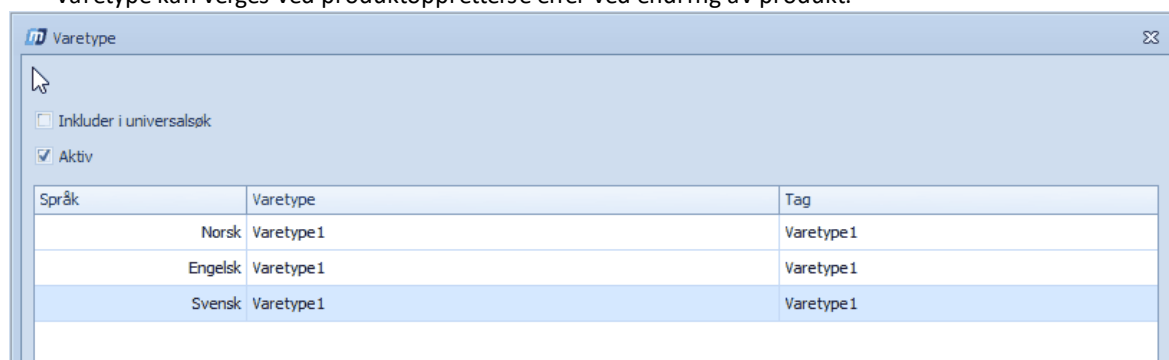 Varetype kan velges ved produktopprettelse eller ved endring av produkt.
Varetype
Inkluder i universalsøk
Aktiv
Språk Varetype Tag
Norsk Varetype1 Varetype1
Engelsk Varetype1 Varetype1
Svensk Varetype1 Varetype1